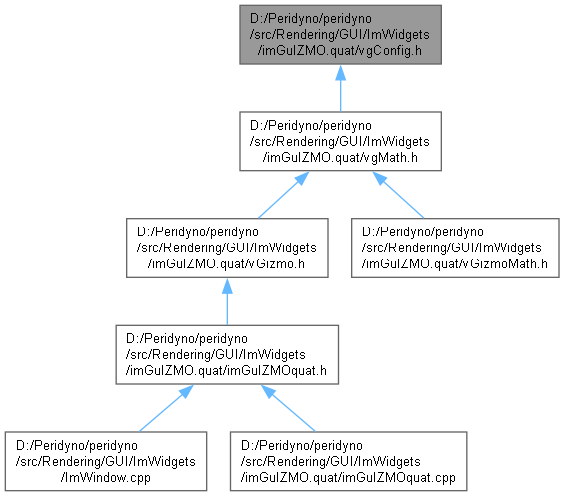 D:/Peridyno/peridyno
/src/Rendering/GUI/ImWidgets
/imGuIZMO.quat/vgConfig.h
D:/Peridyno/peridyno
/src/Rendering/GUI/ImWidgets
/imGuIZMO.quat/vgMath.h
D:/Peridyno/peridyno
/src/Rendering/GUI/ImWidgets
/imGuIZMO.quat/vGizmo.h
D:/Peridyno/peridyno
/src/Rendering/GUI/ImWidgets
/imGuIZMO.quat/vGizmoMath.h
D:/Peridyno/peridyno
/src/Rendering/GUI/ImWidgets
/imGuIZMO.quat/imGuIZMOquat.h
D:/Peridyno/peridyno
/src/Rendering/GUI/ImWidgets
/ImWindow.cpp
D:/Peridyno/peridyno
/src/Rendering/GUI/ImWidgets
/imGuIZMO.quat/imGuIZMOquat.cpp